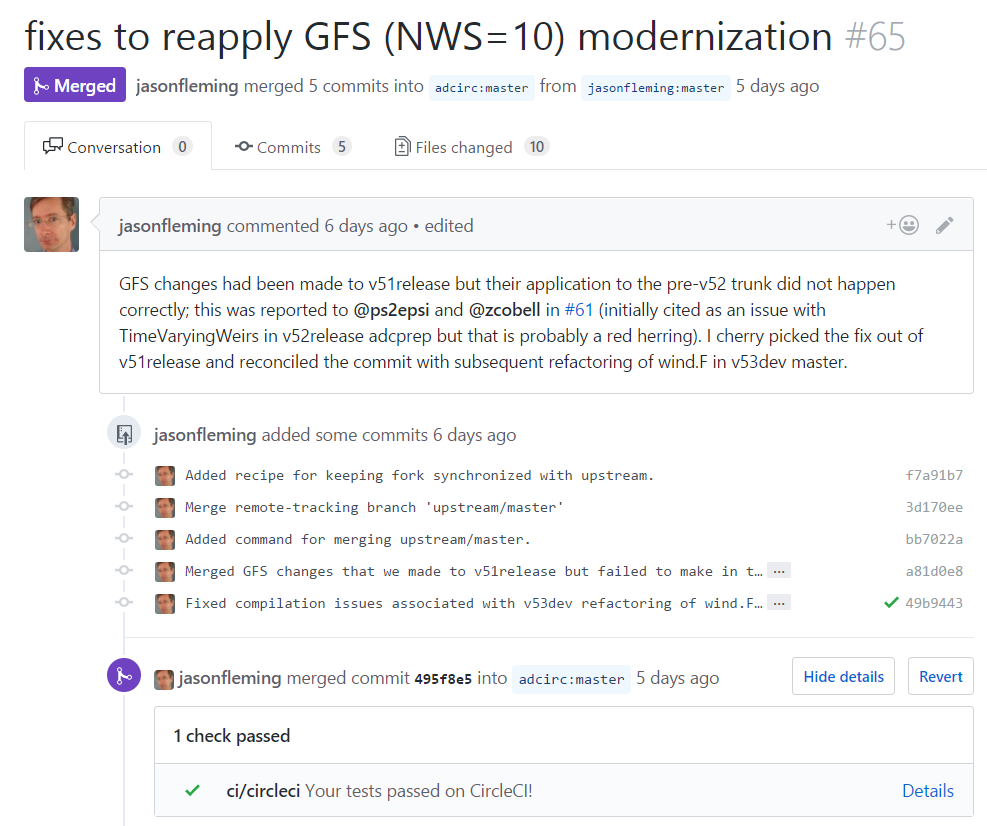 fixes to reapply GFS (NWS=10) modernization #65
Merged jasonfleming merged 5 commits into adcirc:master from jasonfleming:master 5 days ago
Conversation 0 Commits 5 Files changed 10
jasonfleming commented 6 days ago • edited
GFS changes had been made to v51release but their application to the pre-v52 trunk did not happen
correctly; this was reported to @ps2epsi and @zcobell in #61 (initially cited as an issue with
TimeVaryingWeirs in v52release adcprep but that is probably a red herring). I cherry picked the fix out of
v51release and reconciled the commit with subsequent refactoring of wind.F in v53dev master.
jasonfleming added some commits 6 days ago
Added recipe for keeping fork synchronized with upstream. f7a91b7
Merge remote-tracking branch 'upstream/master' 3d170ee
Added command for merging upstream/master. bb7022a
Merged GFS changes that we made to v51release but failed to make in t… … a81d0e8
Fixed compilation issues associated with v53dev refactoring of wind.F… … 49b9443
jasonfleming merged commit 495f8e5 into adcirc:master 5 days ago Hide details Revert
1 check passed
ci/circleci Your tests passed on CircleCI! Details